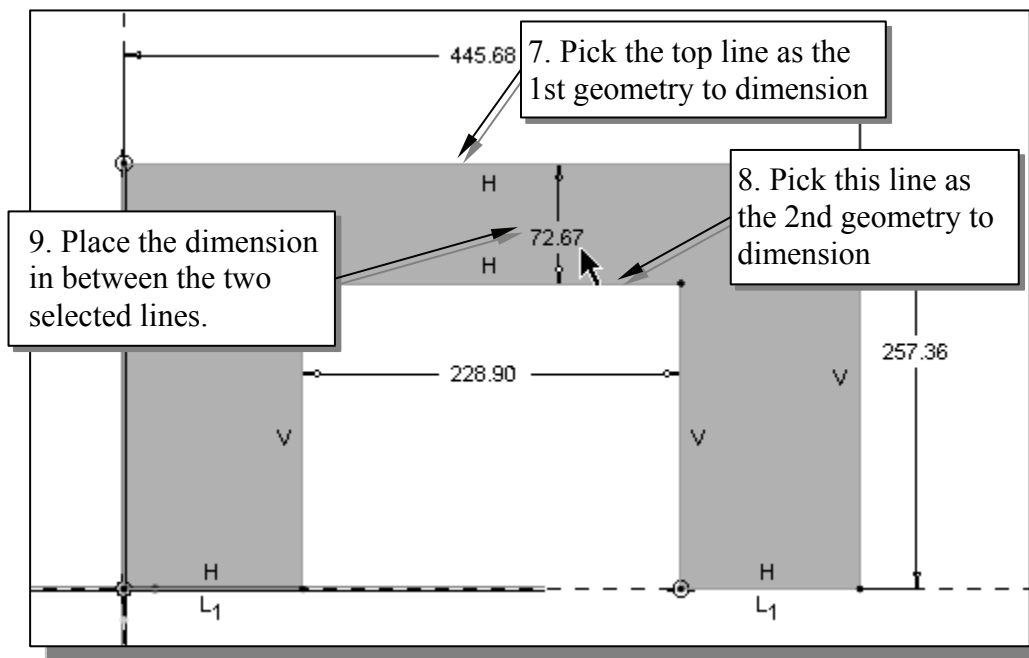 445.68
7. Pick the top line as the
1st geometry to dimension
H
8. Pick this line as
the 2nd geometry to
dimension
9. Place the dimension
in between the two
selected lines.
72.67
H
257.36
228.90
V
V
V
H
L1
H
L1